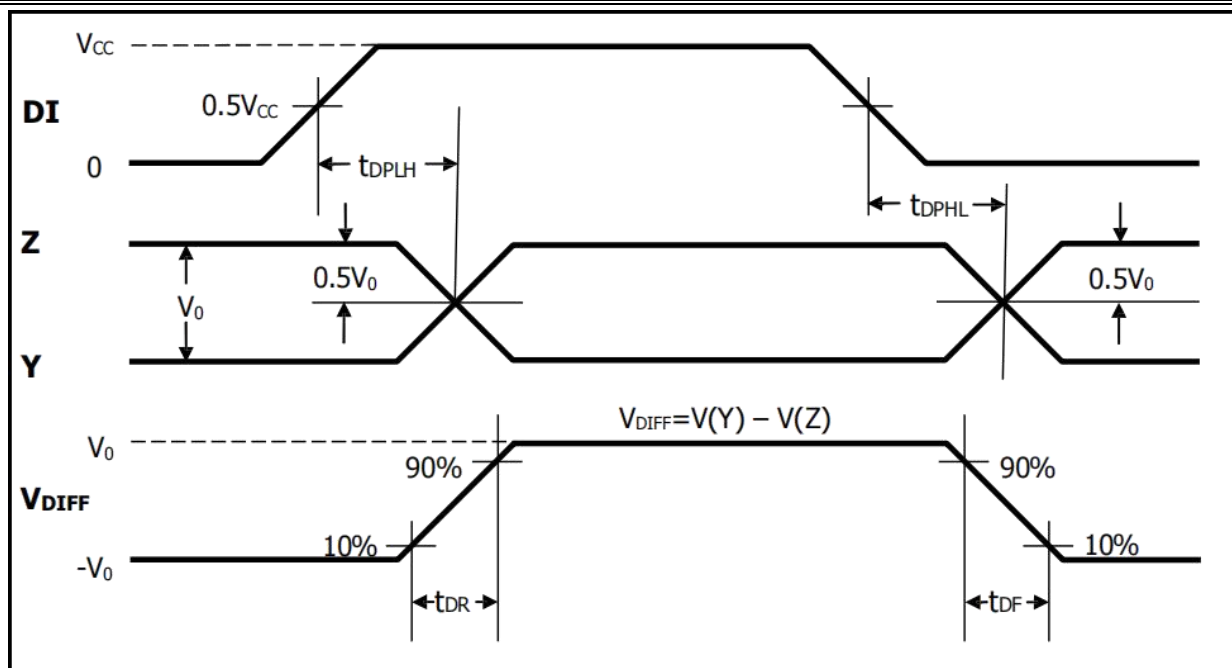 VCC
DI
0.5VCC
0
tDPLH
tDPHL
Z
0.5V0
V0
0.5V0
Y
VDIFF=V(Y) – V(Z)
V0
90%
90%
VDIFF
10%
10%
-V0
tDR
tDF